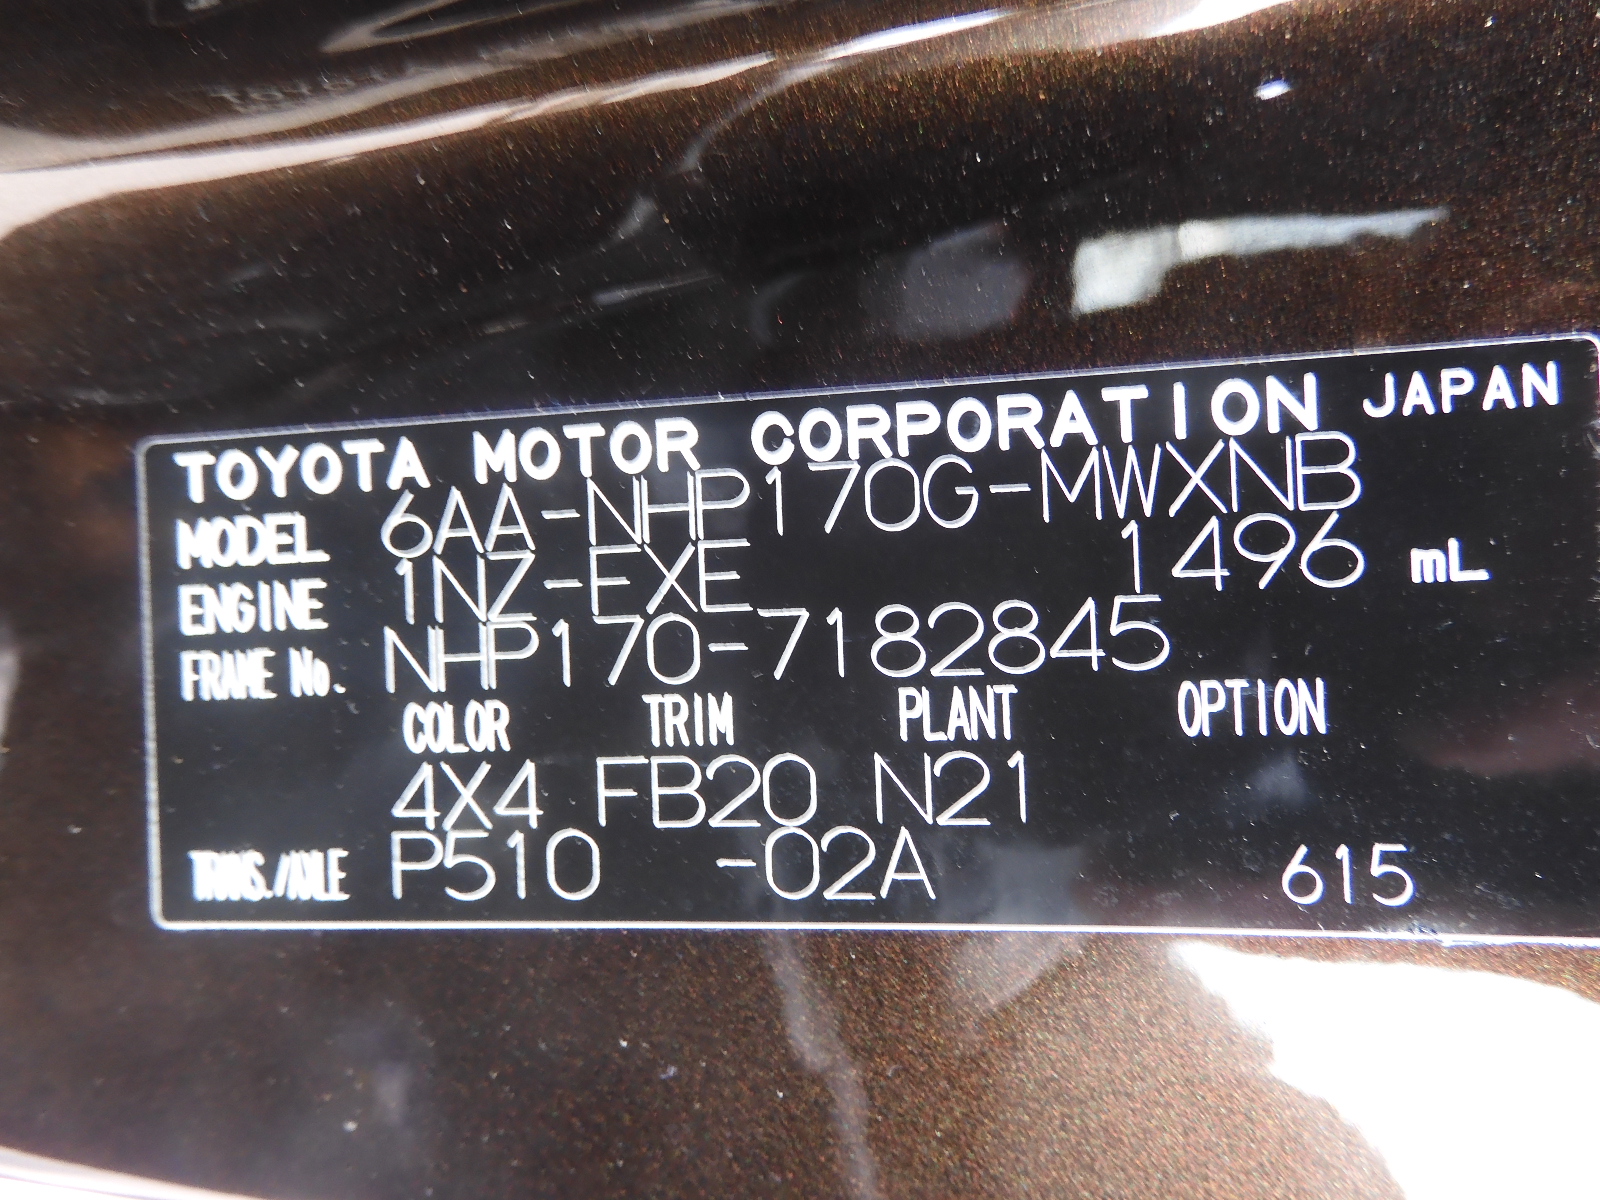 TOYOTA MOTOR CORPORATION JAPAN
MODEL 6AA-NHP170G-MWXNB
ENGINE 1NZ-EXE 1496 mL
FRAME No. NHP170-7182845
COLOR TRIM PLANT OPTION
4X4 FB20 N21
TRANS./AXLE P510 -02A 615